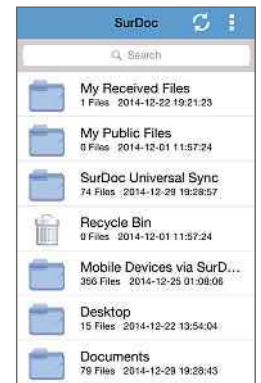 SurDoc
Search
My Received Files
1 Files 2014-12-22 19:21:23
My Public Files
0 Files 2014-12-01 11:57:24
SurDoc Universal Sync
74 Files 2014-12-29 19:28:57
Recycle Bin
0 Files 2014-12-01 11:57:24
Mobile Devices via SurD...
356 Files 2014-12-25 01:09:06
Desktop
15 Files 2014-12-22 13:54:04
Documents
79 Files 2014-12-29 19:28:43